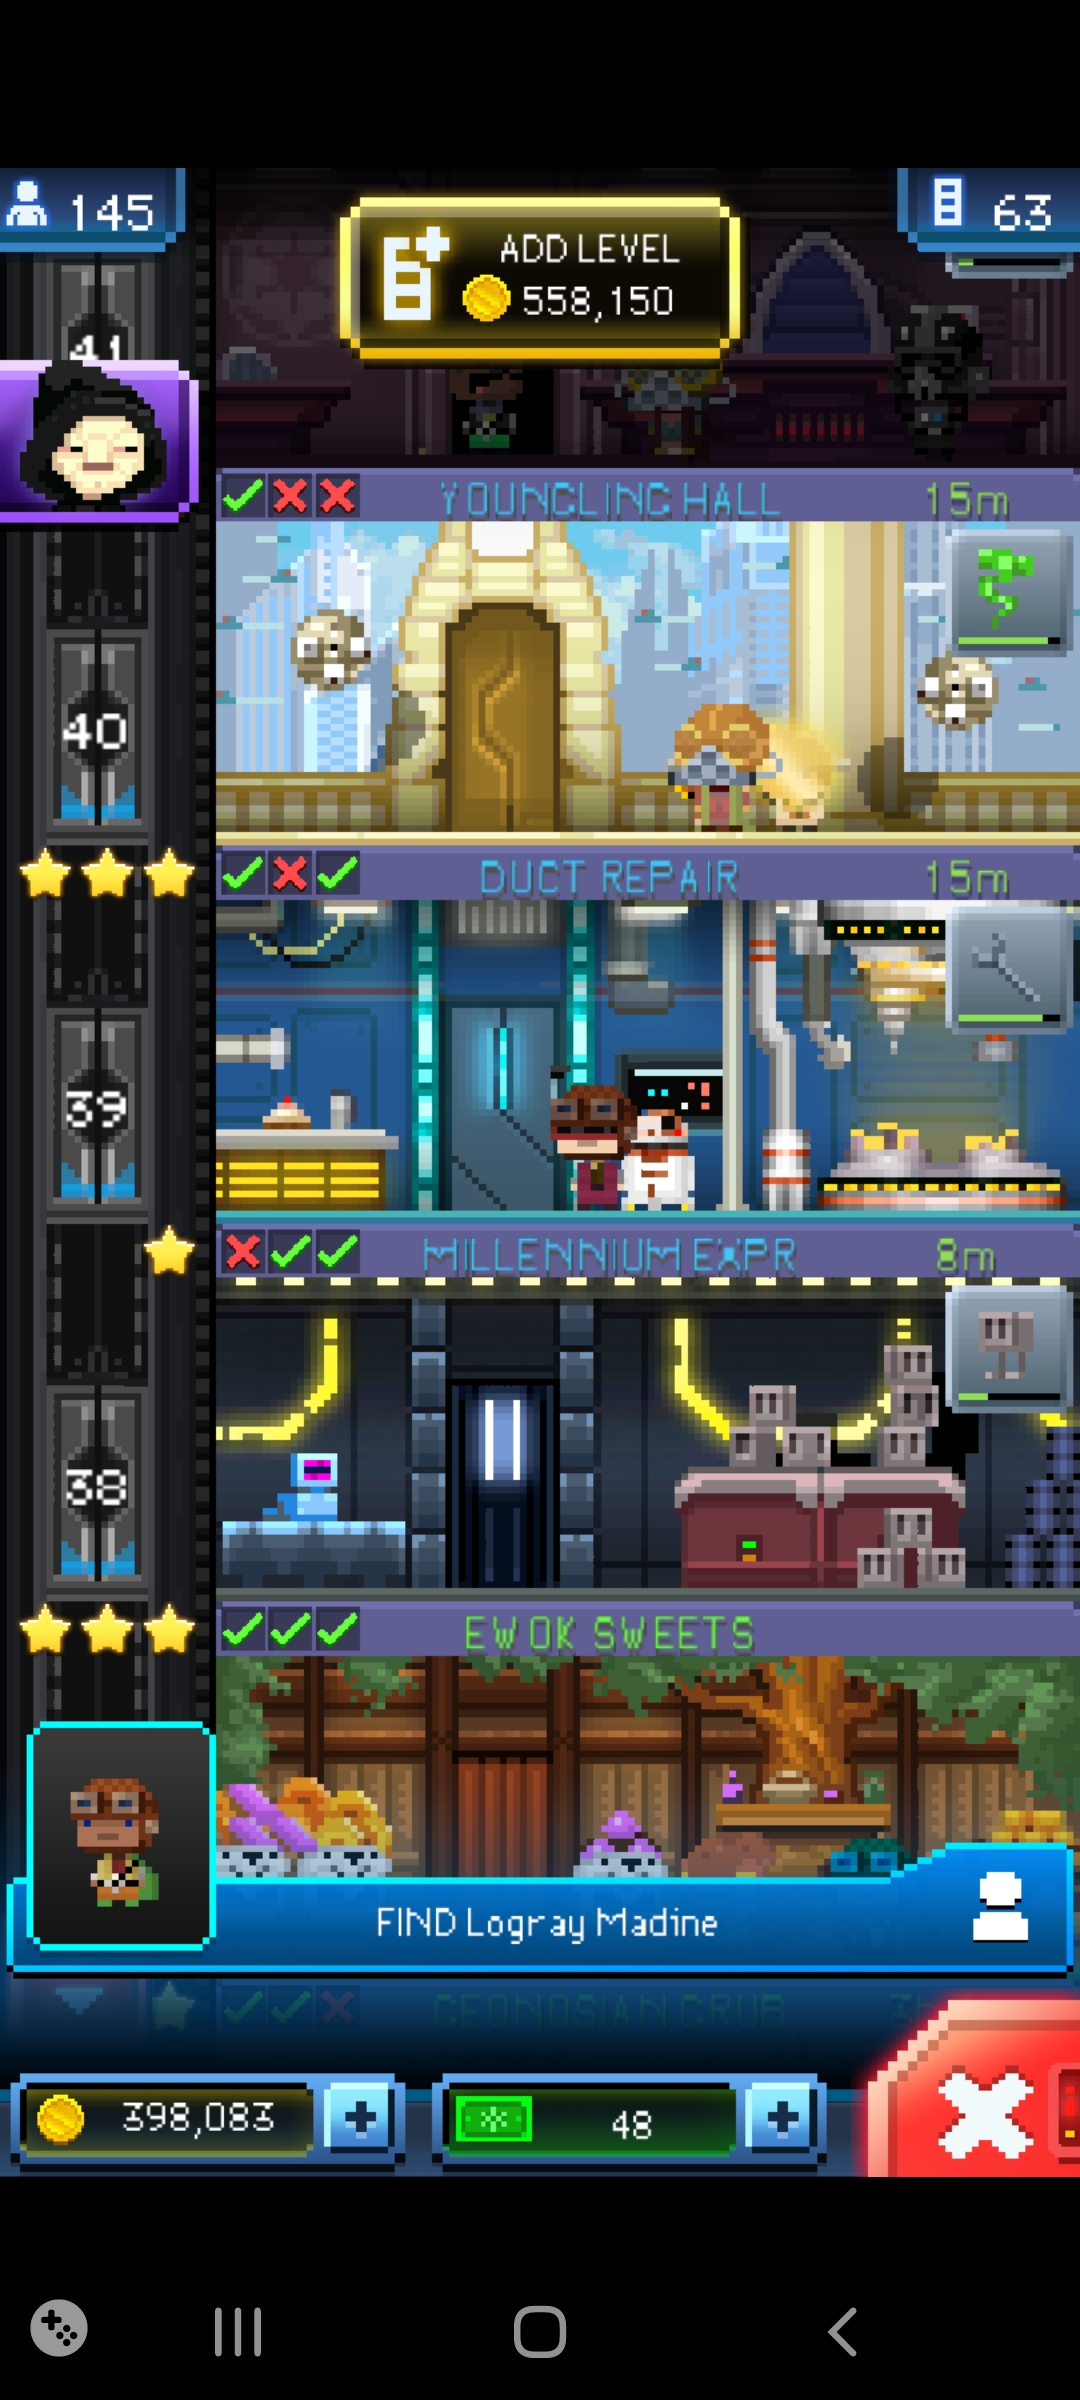 145
ADD LEVEL
558,150
63
41
YOUNGLING HALL 15m
40
DUCT REPAIR 15m
39
MILLENNIUM EXPR 8m
38
EWOK SWEETS
FIND Logray Madine
GEONOSIAN GRUB
398,083
48